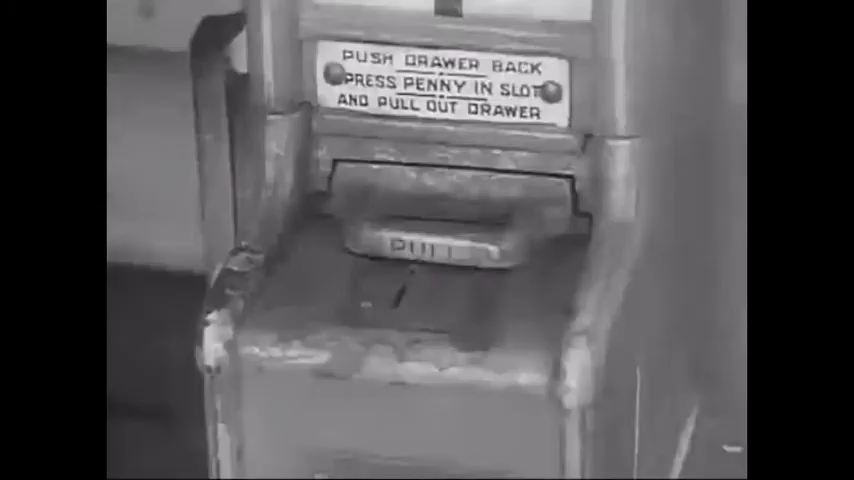 PUSH DRAWER BACK
PRESS PENNY IN SLOT
AND PULL OUT DRAWER
PULL